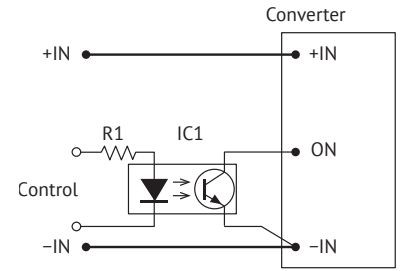 Converter
+IN
+IN
R1
IC1
ON
Control
−IN
−IN